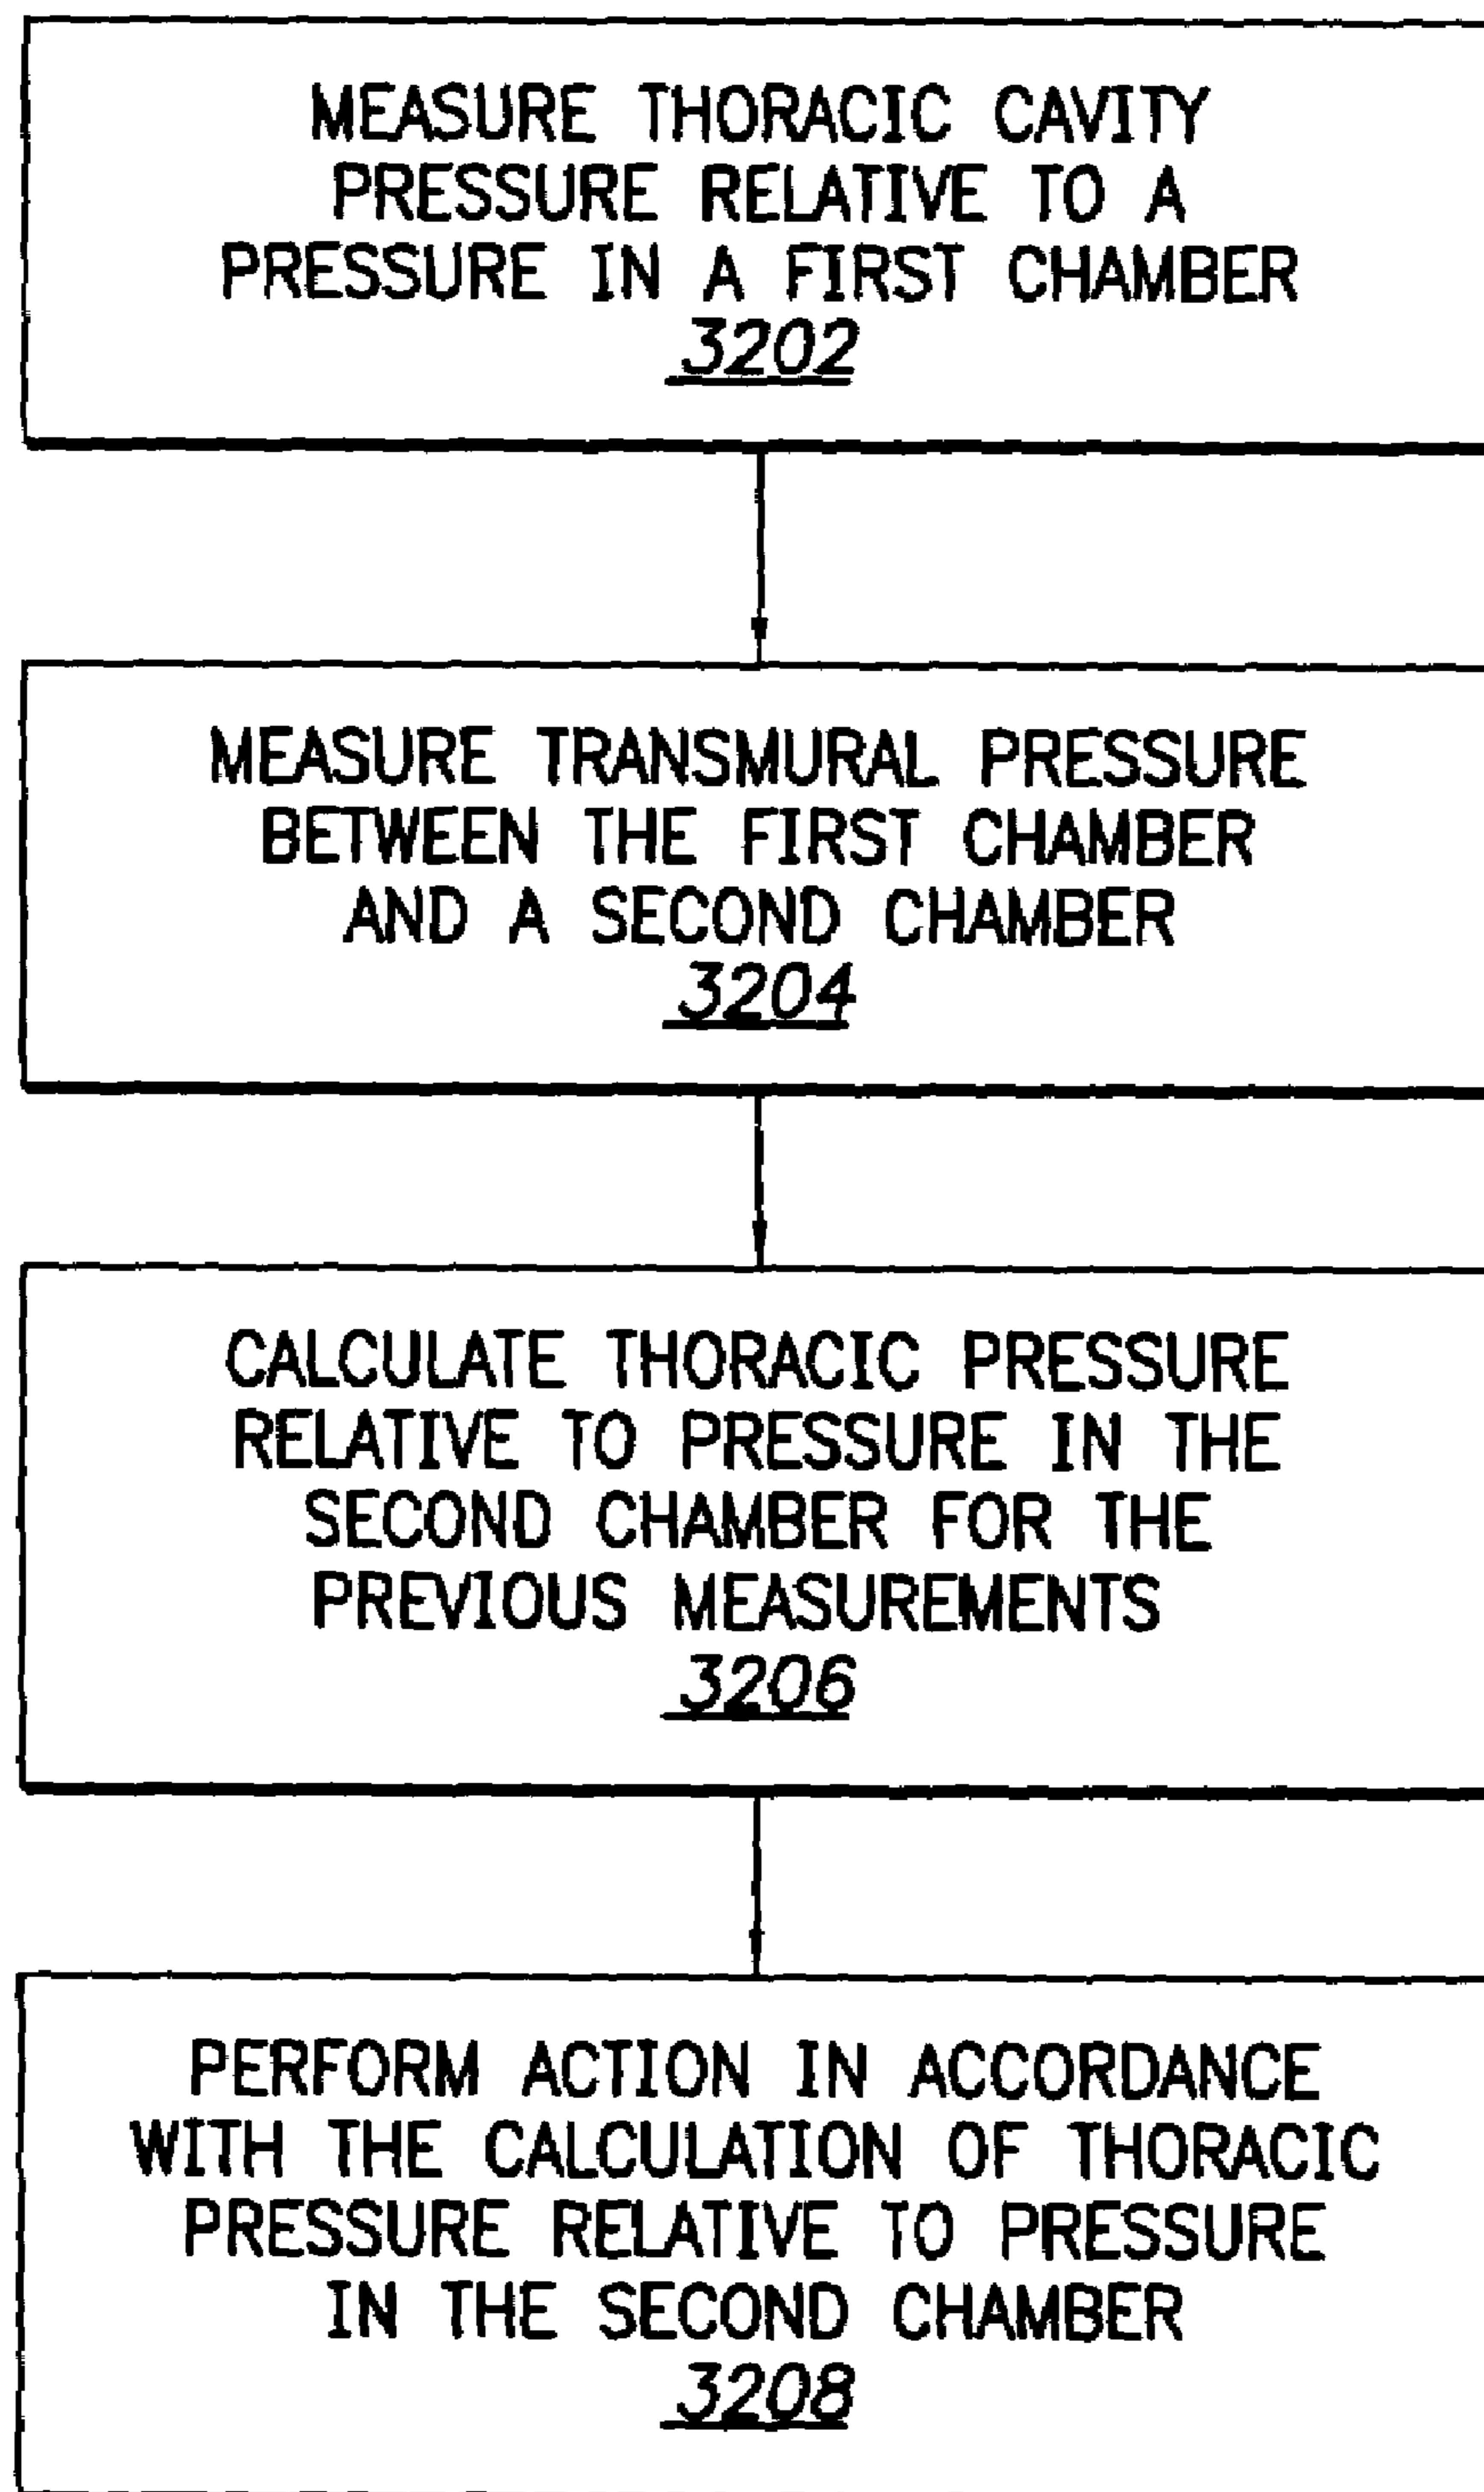 MEASURE THORACIC CAVITY
PRESSURE RELATIVE TO A
PRESSURE IN A FIRST CHAMBER
3202
MEASURE TRANSMURAL PRESSURE
BETWEEN THE FIRST CHAMBER
AND A SECOND CHAMBER
3204
CALCULATE THORACIC PRESSURE
RELATIVE TO PRESSURE IN THE
SECOND CHAMBER FOR THE
PREVIOUS MEASUREMENTS
3206
PERFORM ACTION IN ACCORDANCE
WITH THE CALCULATION OF THORACIC
PRESSURE RELATIVE TO PRESSURE
IN THE SECOND CHAMBER
3208